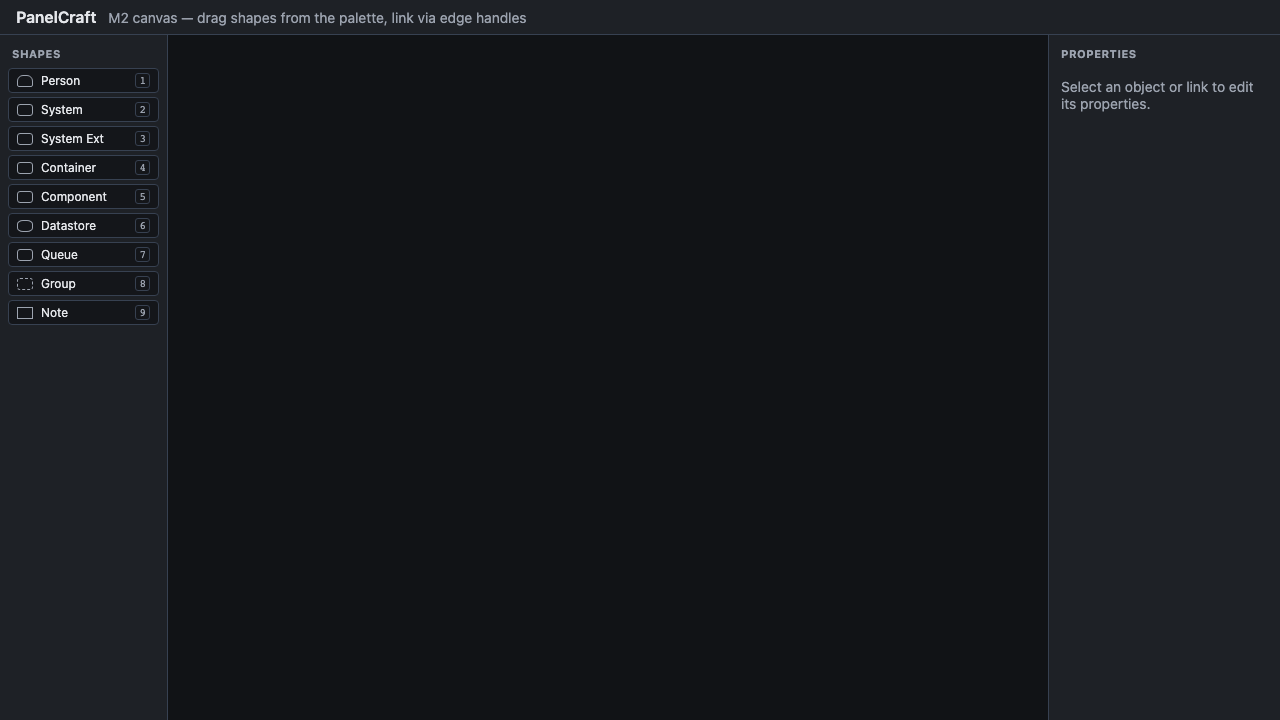 PanelCraft M2 canvas — drag shapes from the palette, link via edge handles
SHAPES
Person 1
System 2
System Ext 3
Container 4
Component 5
Datastore 6
Queue 7
Group 8
Note 9
PROPERTIES
Select an object or link to edit
its properties.